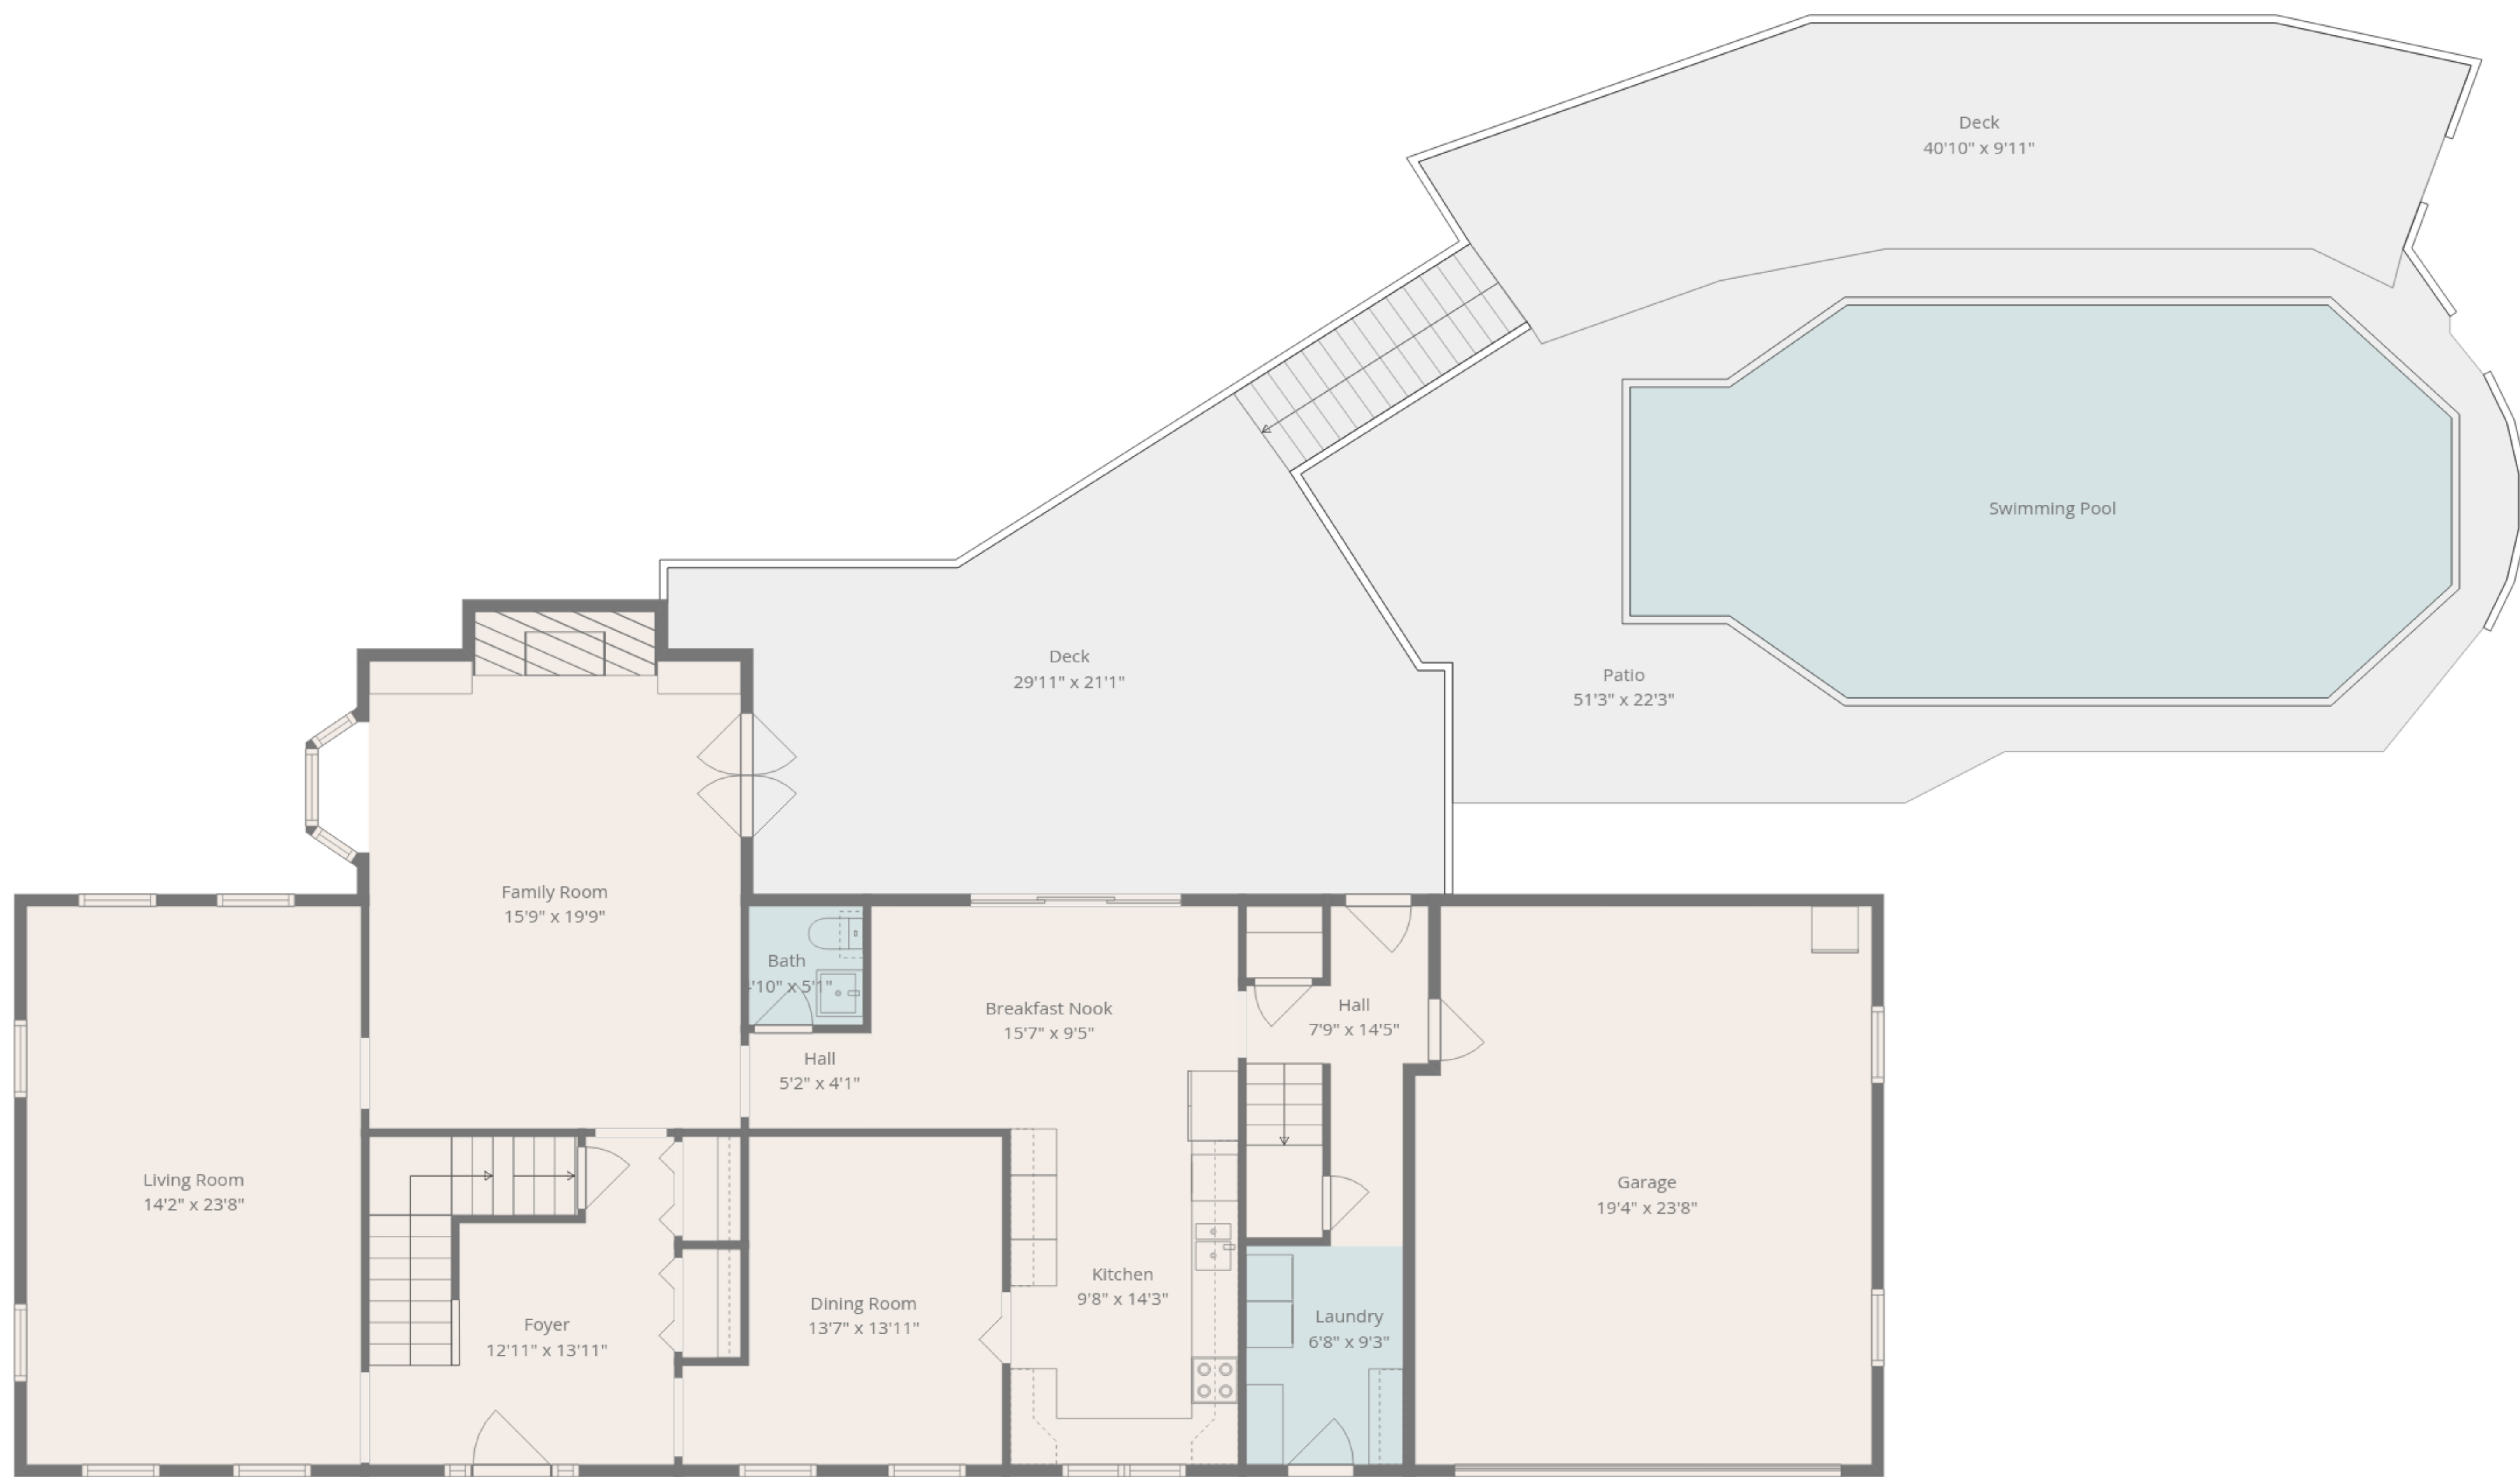 Deck
40'10" x 9'11"
Swimming Pool
Deck
29'11" x 21'1"
Patio
51'3" x 22'3"
Family Room
15'9" x 19'9"
Bath
'10" x 5'1"
Breakfast Nook
15'7" x 9'5"
Hall
7'9" x 14'5"
Hall
5'2" x 4'1"
Living Room
14'2" x 23'8"
Garage
19'4" x 23'8"
Kitchen
9'8" x 14'3"
Dining Room
13'7" x 13'11"
Foyer
12'11" x 13'11"
Laundry
6'8" x 9'3"